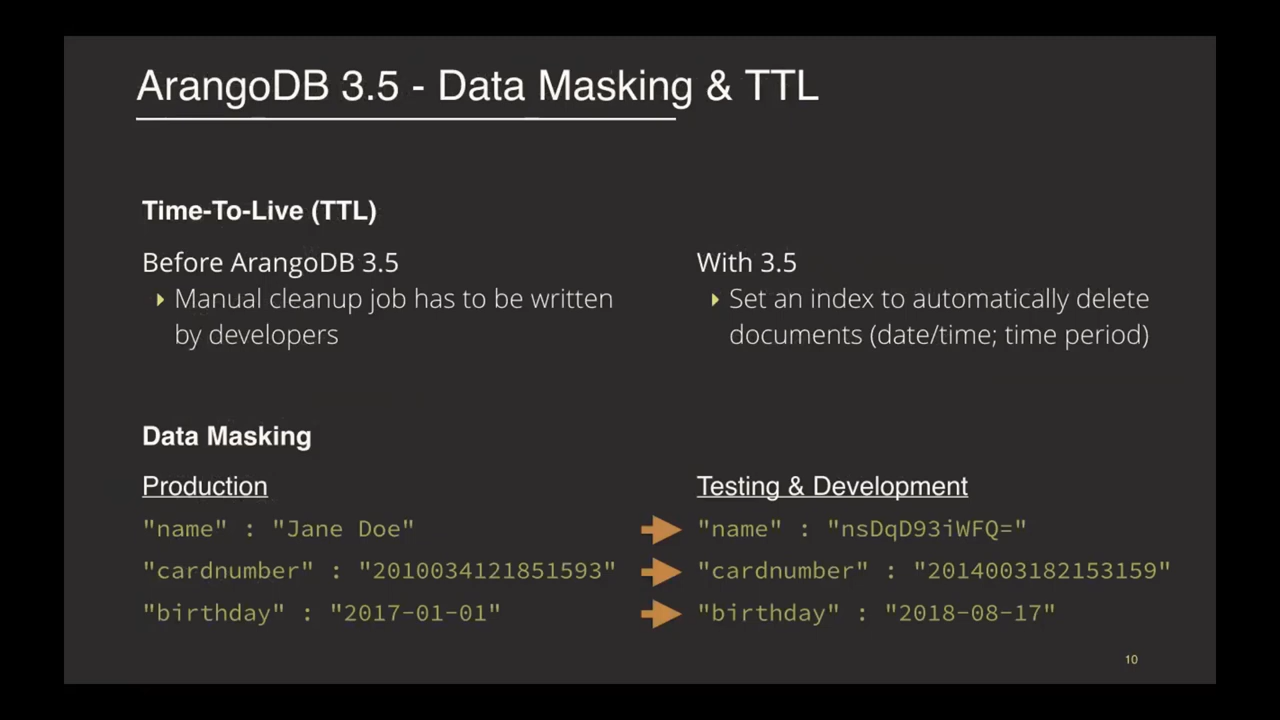 ArangoDB 3.5 - Data Masking & TTL
Time-To-Live (TTL)
Before ArangoDB 3.5
Manual cleanup job has to be written
by developers
With 3.5
Set an index to automatically delete
documents (date/time; time period)
Data Masking
Production
Testing & Development
"name" : "Jane Doe"
"name" : "nsDqD93iWFQ="
"cardnumber" : "2010034121851593"
"cardnumber" : "2014003182153159"
"birthday" : "2017-01-01"
"birthday" : "2018-08-17"
10